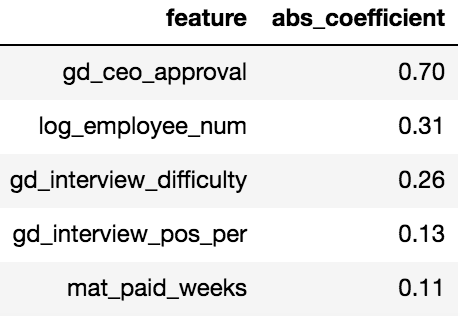 feature abs_coefficient
gd_ceo_approval 0.70
log_employee_num 0.31
gd_interview_difficulty 0.26
gd_interview_pos_per 0.13
mat_paid_weeks 0.11